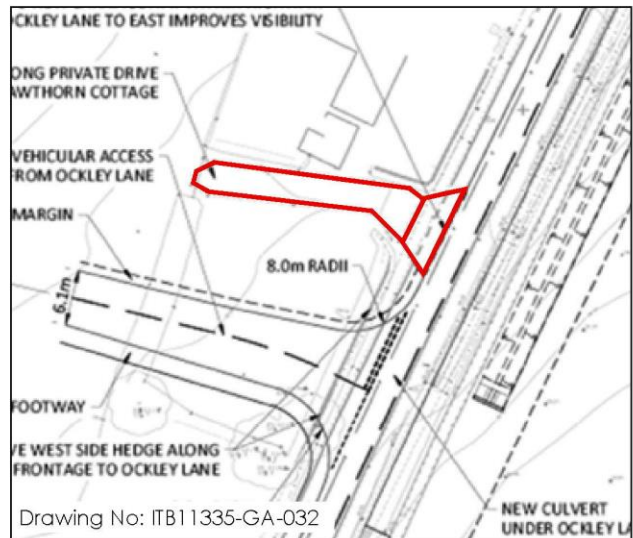 OCKLEY LANE TO EAST IMPROVES VISIBILITY
ONG PRIVATE DRIVE
AWTHORN COTTAGE
VEHICULAR ACCESS
FROM OCKLEY LANE
MARGIN
8.0m RADII
6.1m
FOOTWAY
VE WEST SIDE HEDGE ALONG
FRONTAGE TO OCKLEY LANE
NEW CULVERT
UNDER OCKLEY LA
Drawing No: ITB11335-GA-032